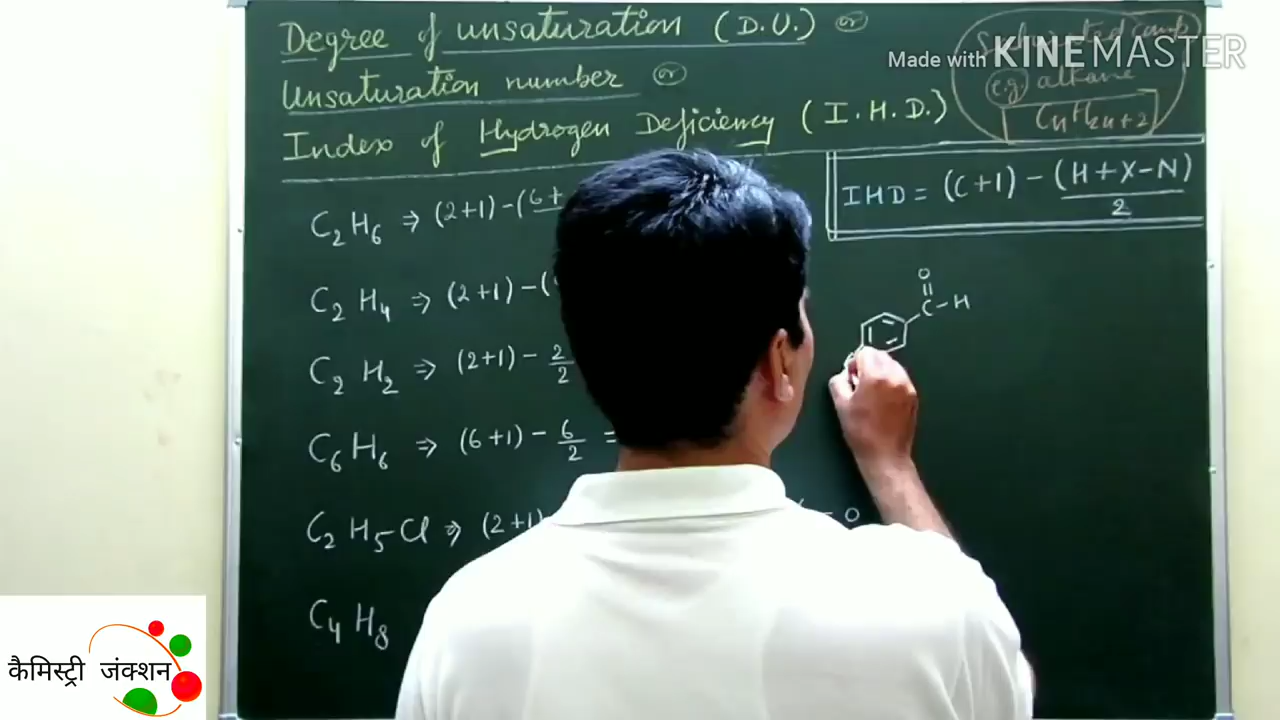 Degree of unsaturation (D.U.) or
Unsaturation number or
Index of Hydrogen Deficiency (I.H.D.)
Made with KINEMASTER
e.g. alkane
CnH2n+2
IHD = (C+1) - (H+X-N)
2
C2H6 ⇒ (2+1) - (6+
C2H4 ⇒ (2+1) - (
C2H2 ⇒ (2+1) - 2/2
C6H6 ⇒ (6+1) - 6/2 =
C2H5Cl ⇒ (2+1)
= 0
C4H8
O
C - H
कैमिस्ट्री जंक्शन